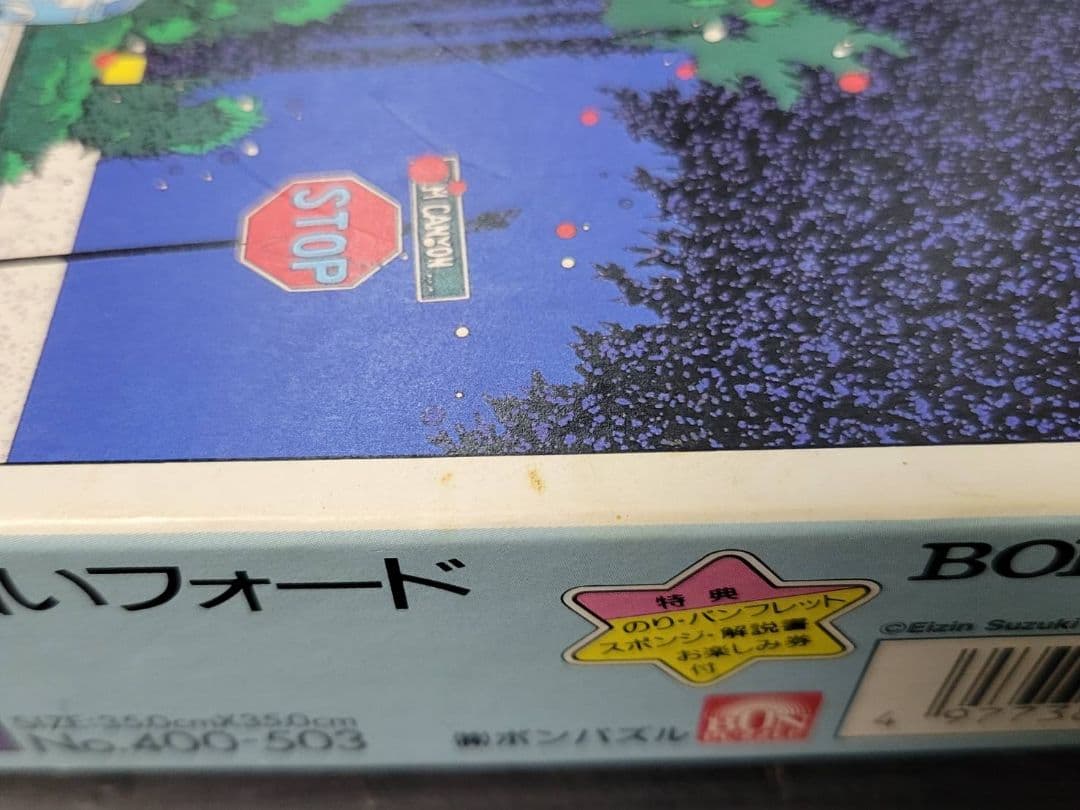 STOP
M CANYON...
いフォード
特典
のり・パンフレット
スポンジ・解説書
お楽しみ券
付
BO
©Eizin Suzuki
SIZE:35.0cm×35.0cm
No.400-503
㈱ボンパズル
BON
4